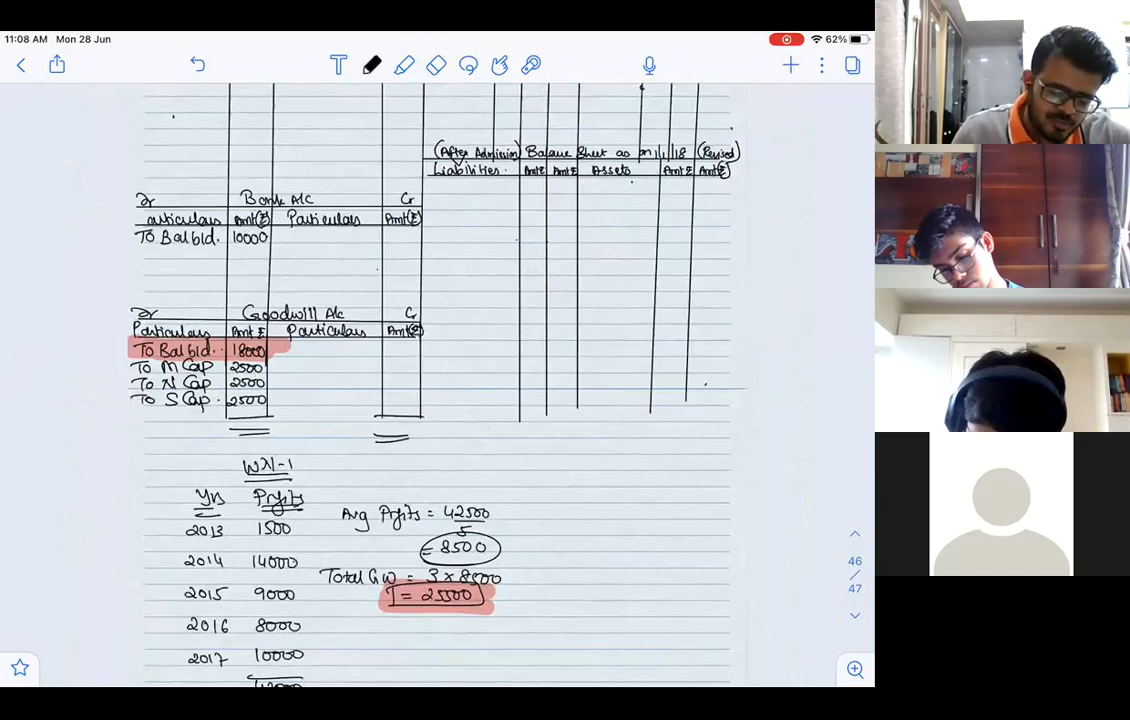 11:08 AM Mon 28 Jun
62%
(After Admission) Balance Sheet as on 1/1/18 (Revised)
Liabilities. Amt ₹ Amt ₹ Assets Amt ₹ Amt ₹
Dr Bank A/c Cr
articulars Amt(₹) Particulars Amt(₹)
To Bal b/d. 10000
Dr Goodwill A/c Cr
Particulars Amt ₹ Particulars Amt(₹)
To Bal b/d. 18000
To M Cap 2500
To N Cap 2500
To S Cap. 2500
WN-1
Yrs Profits
2013 1500
2014 14000
2015 9000
2016 8000
2017 10000
Avg Profits = 42500
5
= 8500
Total GW = 3 x 8500
= 25500
46
/
47